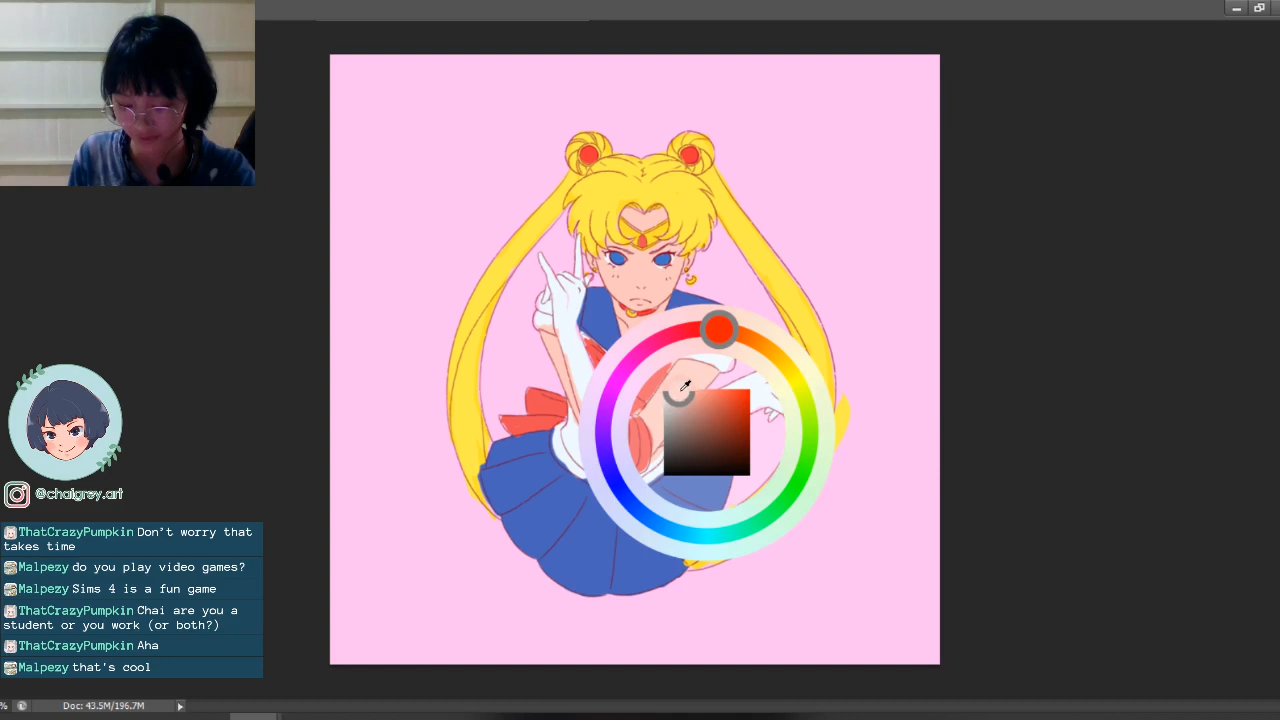 @chaigrey.art
ThatCrazyPumpkin Don't worry that
takes time
Malpezy do you play video games?
Malpezy Sims 4 is a fun game
ThatCrazyPumpkin Chai are you a
student or you work (or both?)
ThatCrazyPumpkin Aha
Malpezy that's cool
% Doc: 43.5M/196.7M